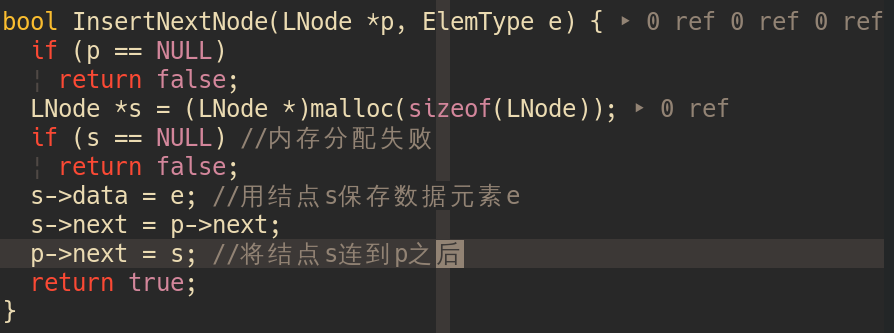 bool InsertNextNode(LNode *p, ElemType e) { ▸ 0 ref 0 ref 0 ref
  if (p == NULL)
    return false;
  LNode *s = (LNode *)malloc(sizeof(LNode)); ▸ 0 ref
  if (s == NULL) //内存分配失败
    return false;
  s->data = e; //用结点s保存数据元素e
  s->next = p->next;
  p->next = s; //将结点s连到p之后
  return true;
}